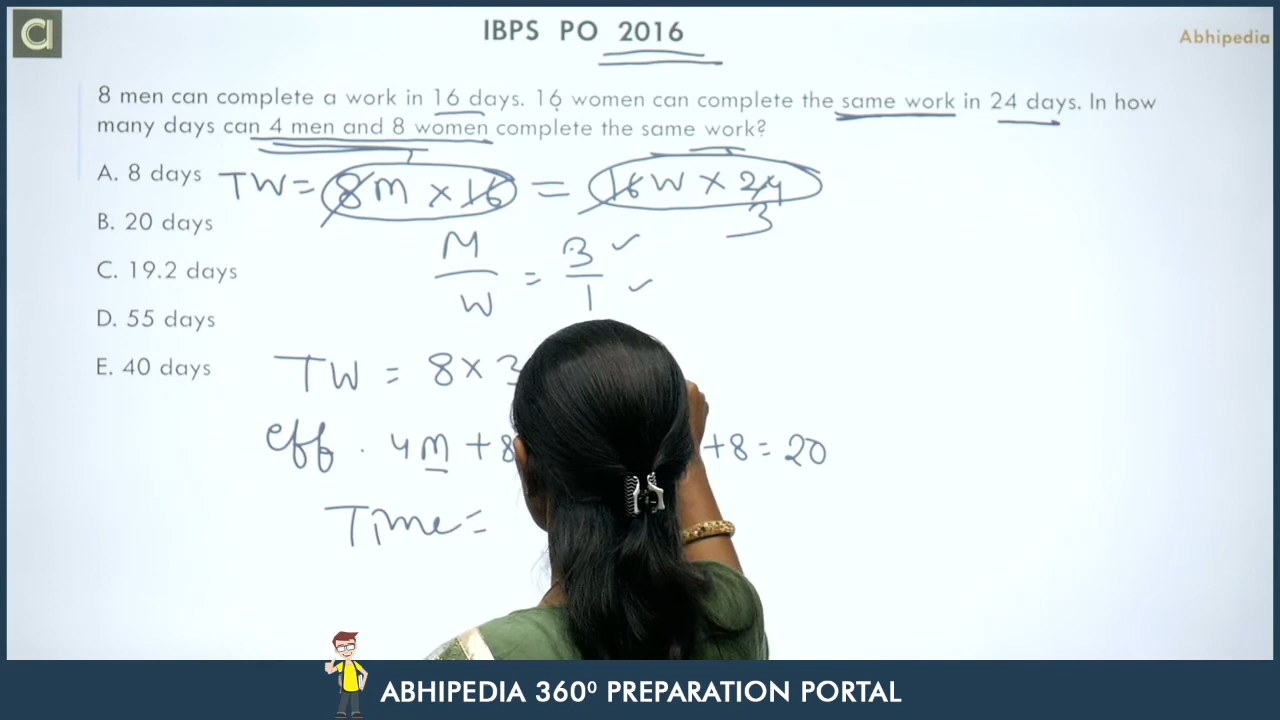 IBPS PO 2016
Abhipedia
8 men can complete a work in 16 days. 16 women can complete the same work in 24 days. In how
many days can 4 men and 8 women complete the same work?
A. 8 days
TW = 8M × 16 = 16W × 24
3
B. 20 days
M/W = 3/1
C. 19.2 days
D. 55 days
E. 40 days
TW = 8 × 3
eff. 4M + 8 +8 = 20
Time =
ABHIPEDIA 360⁰ PREPARATION PORTAL